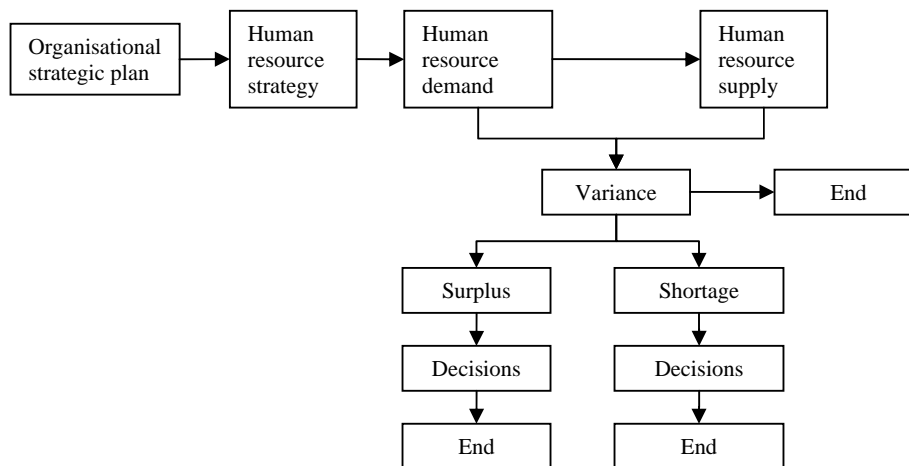 Organisational
strategic plan
Human
resource
strategy
Human
resource
demand
Human
resource
supply
Variance
End
Surplus
Shortage
Decisions
Decisions
End
End